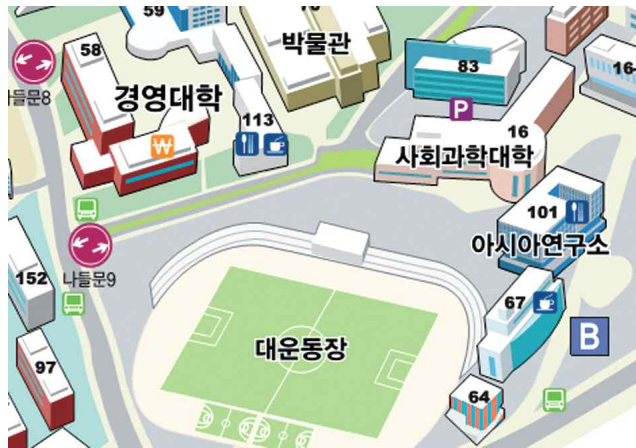 59
58
박물관
83
16
나들문8
경영대학
113
P
16
사회과학대학
₩
101
아시아연구소
152
나들문9
67
B
대운동장
97
64